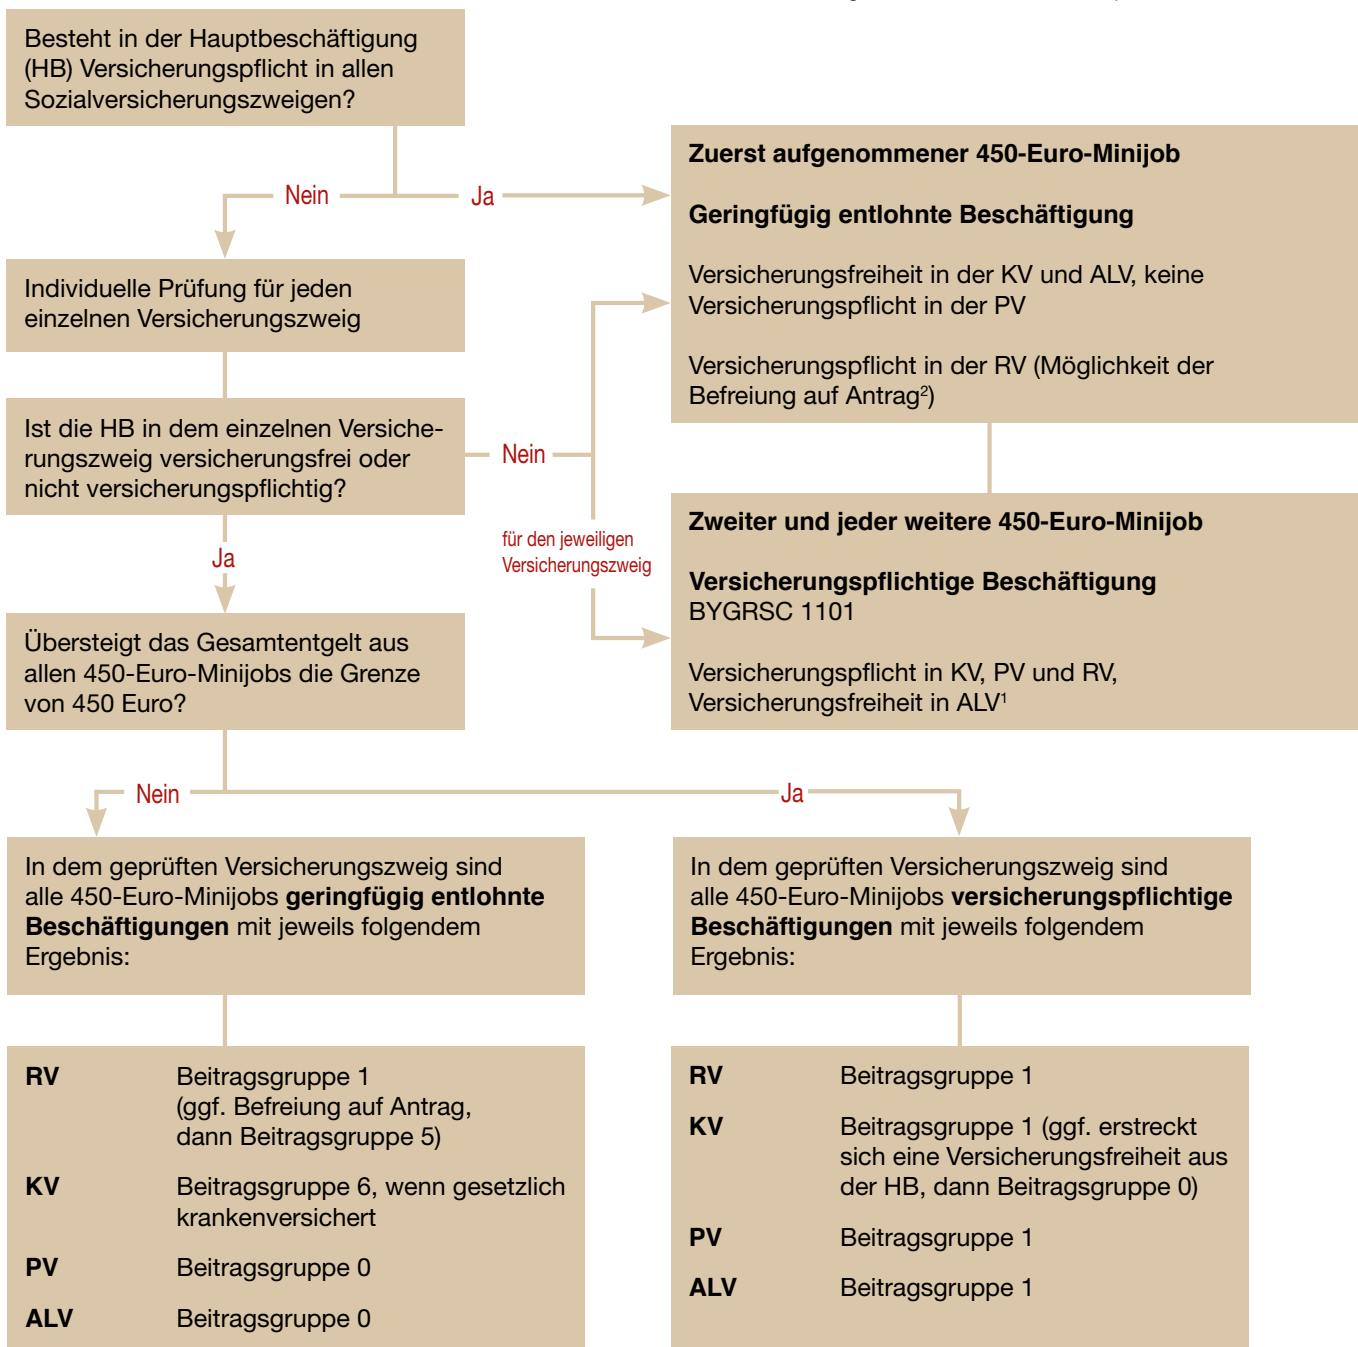 Besteht in der Hauptbeschäftigung
(HB) Versicherungspflicht in allen
Sozialversicherungszweigen?
Nein
Ja
Zuerst aufgenommener 450-Euro-Minijob
Geringfügig entlohnte Beschäftigung
Versicherungsfreiheit in der KV und ALV, keine
Versicherungspflicht in der PV
Versicherungspflicht in der RV (Möglichkeit der
Befreiung auf Antrag²)
Individuelle Prüfung für jeden
einzelnen Versicherungszweig
Ist die HB in dem einzelnen Versiche-
rungszweig versicherungsfrei oder
nicht versicherungspflichtig?
Nein
für den jeweiligen
Versicherungszweig
Ja
Zweiter und jeder weitere 450-Euro-Minijob
Versicherungspflichtige Beschäftigung
BYGRSC 1101
Versicherungspflicht in KV, PV und RV,
Versicherungsfreiheit in ALV¹
Übersteigt das Gesamtentgelt aus
allen 450-Euro-Minijobs die Grenze
von 450 Euro?
Nein
Ja
In dem geprüften Versicherungszweig sind
alle 450-Euro-Minijobs geringfügig entlohnte
Beschäftigungen mit jeweils folgendem
Ergebnis:
In dem geprüften Versicherungszweig sind
alle 450-Euro-Minijobs versicherungspflichtige
Beschäftigungen mit jeweils folgendem
Ergebnis:
RV Beitragsgruppe 1
(ggf. Befreiung auf Antrag,
dann Beitragsgruppe 5)
KV Beitragsgruppe 6, wenn gesetzlich
krankenversichert
PV Beitragsgruppe 0
ALV Beitragsgruppe 0
RV Beitragsgruppe 1
KV Beitragsgruppe 1 (ggf. erstreckt
sich eine Versicherungsfreiheit aus
der HB, dann Beitragsgruppe 0)
PV Beitragsgruppe 1
ALV Beitragsgruppe 1